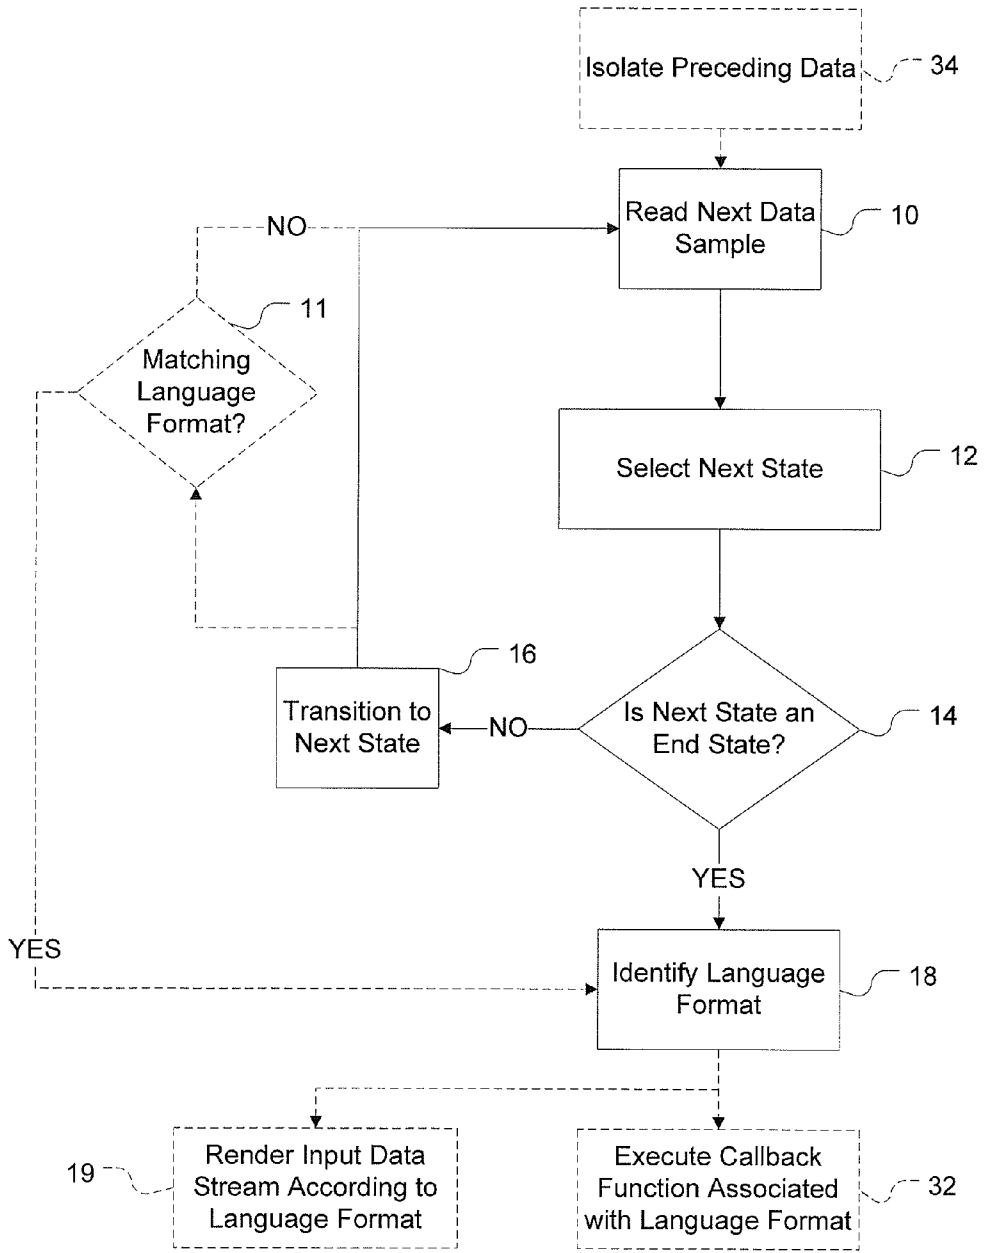 Isolate Preceding Data
34
Read Next Data
Sample
10
NO
11
Matching
Language
Format?
Select Next State
12
16
Transition to
Next State
NO
Is Next State an
End State?
14
YES
YES
Identify Language
Format
18
19
Render Input Data
Stream According to
Language Format
Execute Callback
Function Associated
with Language Format
32